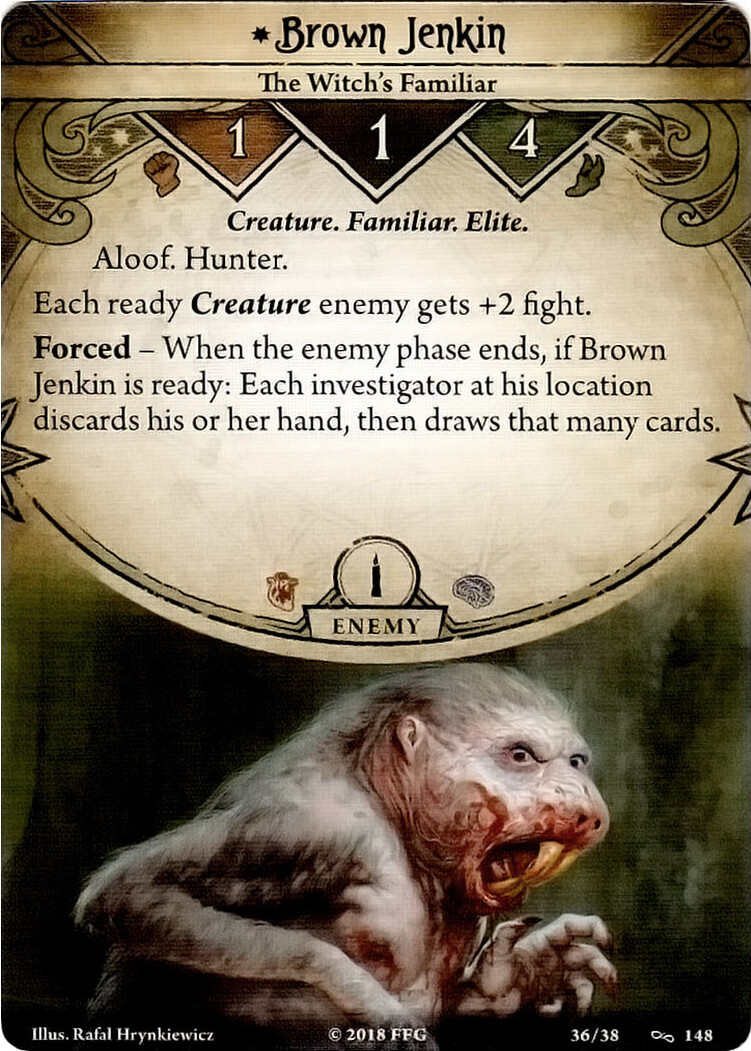 Brown Jenkin
The Witch's Familiar
1 1 4
Creature. Familiar. Elite.
Aloof. Hunter.
Each ready Creature enemy gets +2 fight.
Forced – When the enemy phase ends, if Brown
Jenkin is ready: Each investigator at his location
discards his or her hand, then draws that many cards.
ENEMY
Illus. Rafał Hrynkiewicz © 2018 FFG 36/38 148